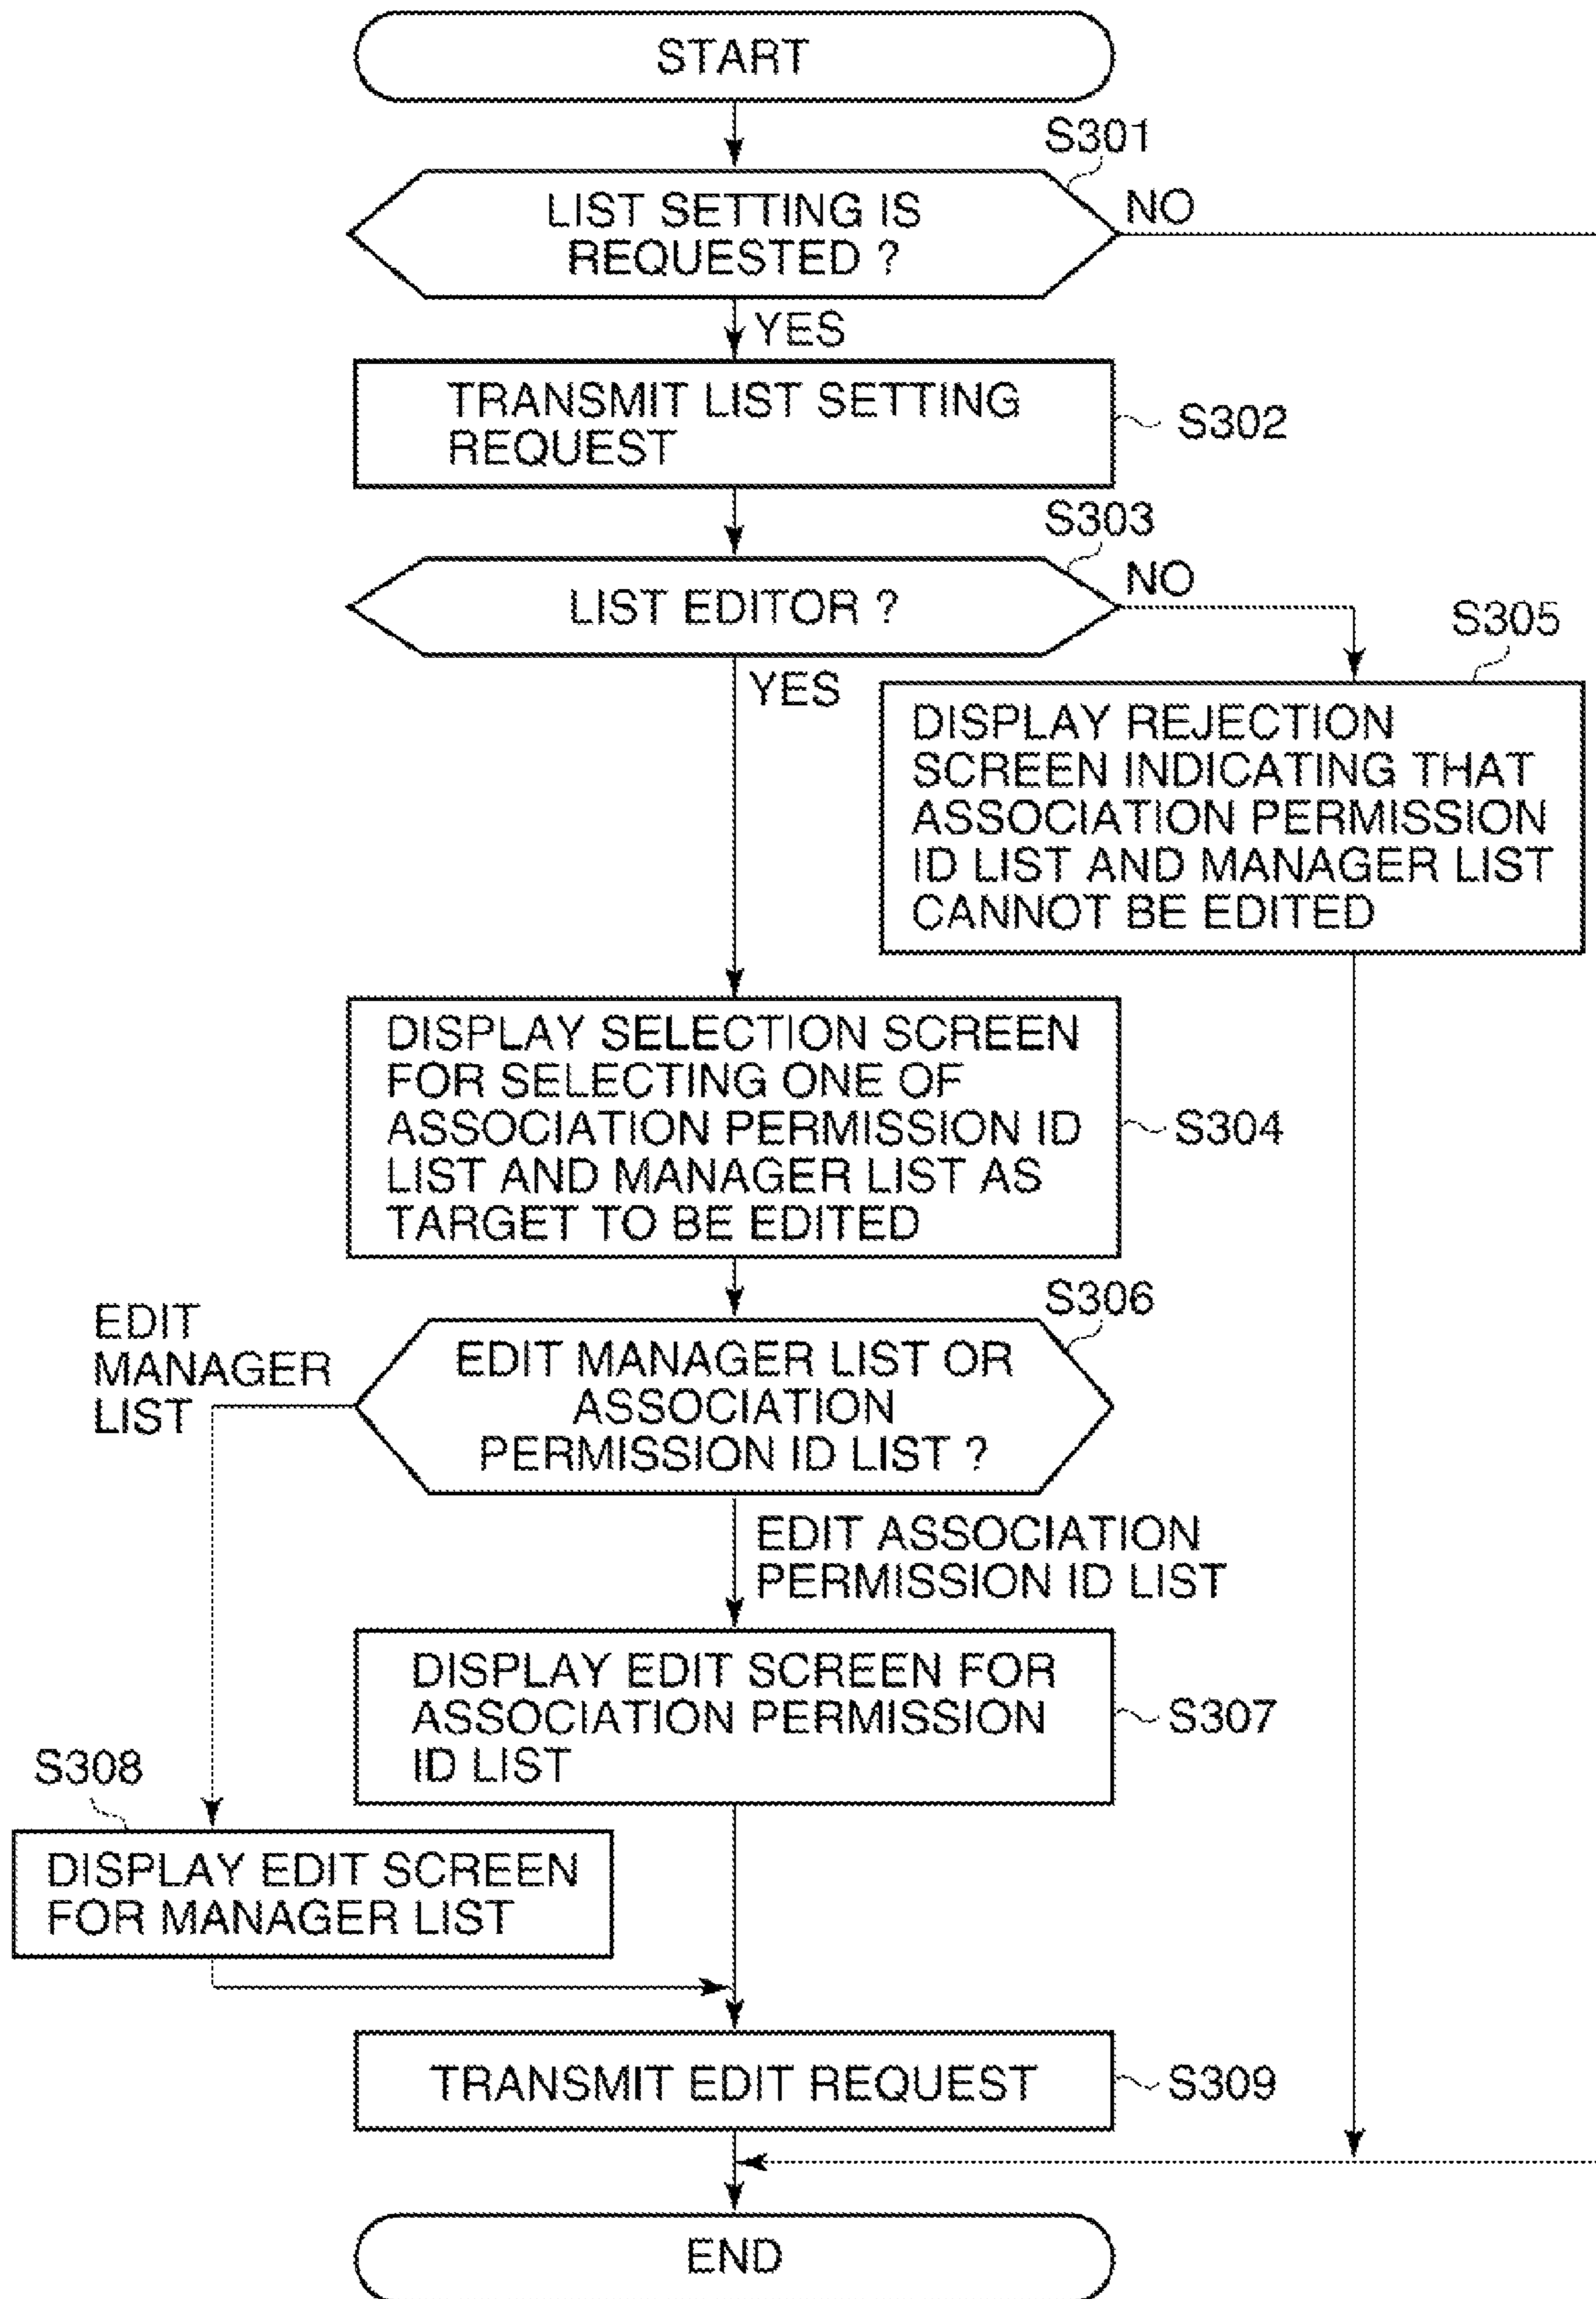 START
S301
LIST SETTING IS
REQUESTED ?
NO
YES
TRANSMIT LIST SETTING
REQUEST
S302
S303
LIST EDITOR ?
NO
YES
S305
DISPLAY REJECTION
SCREEN INDICATING THAT
ASSOCIATION PERMISSION
ID LIST AND MANAGER LIST
CANNOT BE EDITED
DISPLAY SELECTION SCREEN
FOR SELECTING ONE OF
ASSOCIATION PERMISSION ID
LIST AND MANAGER LIST AS
TARGET TO BE EDITED
S304
S306
EDIT
MANAGER
LIST
EDIT MANAGER LIST OR
ASSOCIATION
PERMISSION ID LIST ?
EDIT ASSOCIATION
PERMISSION ID LIST
DISPLAY EDIT SCREEN FOR
ASSOCIATION PERMISSION
ID LIST
S307
S308
DISPLAY EDIT SCREEN
FOR MANAGER LIST
TRANSMIT EDIT REQUEST
S309
END